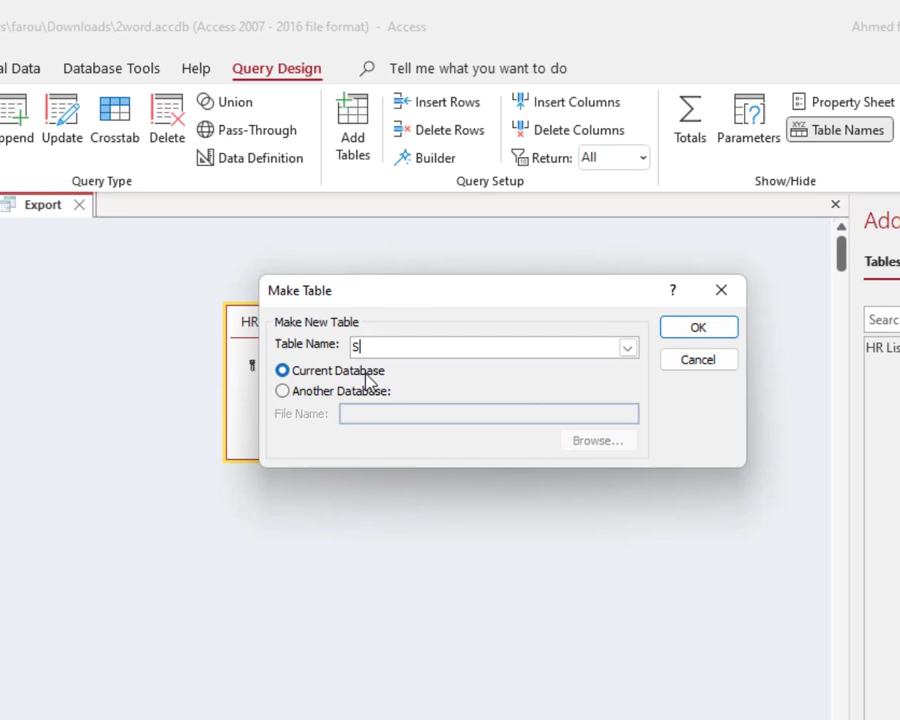 s\farou\Downloads\2word.accdb (Access 2007 - 2016 file format) - Access
Ahmed f
al Data
Database Tools
Help
Query Design
Tell me what you want to do
ppend
Update
Crosstab
Delete
Union
Pass-Through
Data Definition
Query Type
Add
Tables
Insert Rows
Delete Rows
Builder
Insert Columns
Delete Columns
Return: All
Query Setup
Totals
Parameters
Property Sheet
XYZ Table Names
Show/Hide
Export
Add
Tables
Searc
HR Lis
HR
Make Table
?
Make New Table
Table Name: S
Current Database
Another Database:
File Name:
Browse...
OK
Cancel